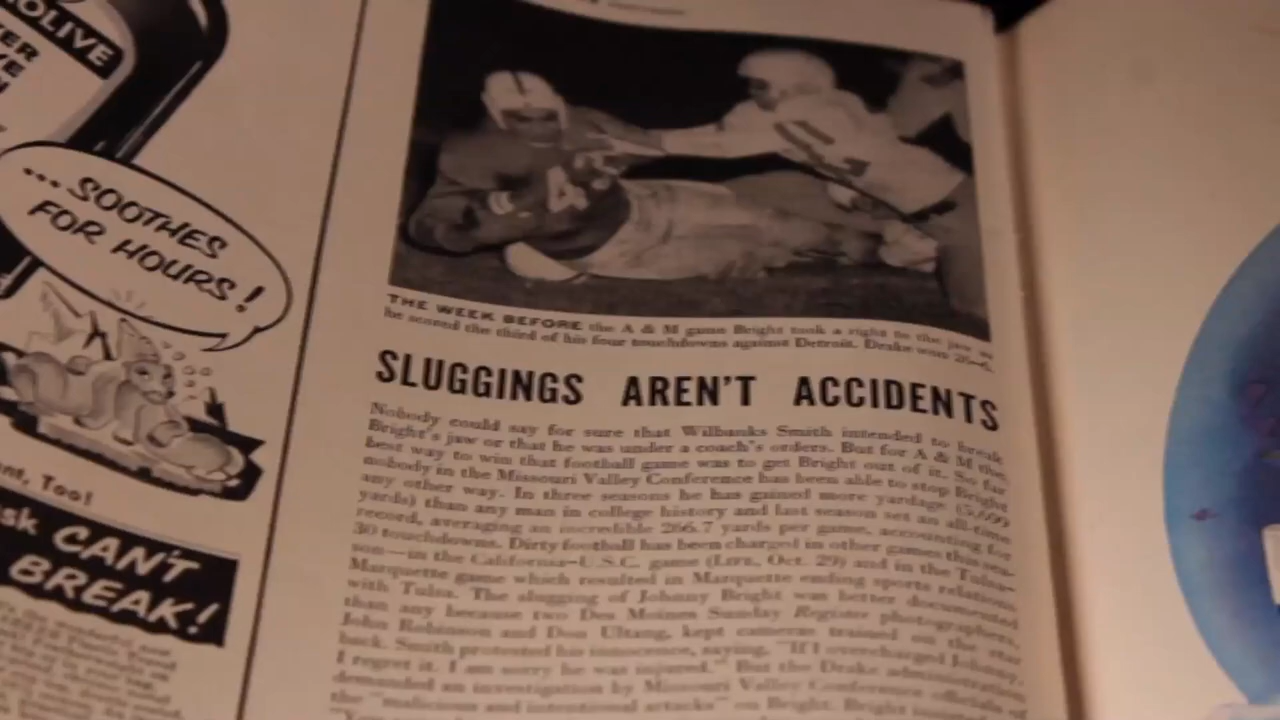 OLIVE
...SOOTHES
FOR HOURS!
Too!
CAN'T
BREAK!
THE WEEK BEFORE the A & M game Bright took a right to the jaw as
he scored the third of his four touchdowns against Detroit. Drake won
SLUGGINGS AREN'T ACCIDENTS
Nobody could say for sure that Wilbanks Smith intended to break
Bright's jaw or that he was under a coach's orders. But for A & M the
best way to win that football game was to get Bright out of it. So far
nobody in the Missouri Valley Conference has been able to stop Bright
any other way. In three seasons he has gained more yardage (5,699
yards) than any man in college history and last season set an all-time
record, averaging an incredible 266.7 yards per game, accounting for
30 touchdowns. Dirty football has been charged in other games this sea-
son—in the California-U.S.C. game (LIFE, Oct. 29) and in the Tulsa-
Marquette game which resulted in Marquette ending sports relations
with Tulsa. The slugging of Johnny Bright was better documented
than any because two Des Moines Sunday Register photographers,
John Robinson and Don Ultang, kept cameras trained on the star
back. Smith protested his innocence, saying, "If I overcharged Johnny,
I regret it. I am sorry he was injured." But the Drake administration
demanded an investigation by Missouri Valley Conference officials of
the "malicious and intentional attacks" on Bright. Bright